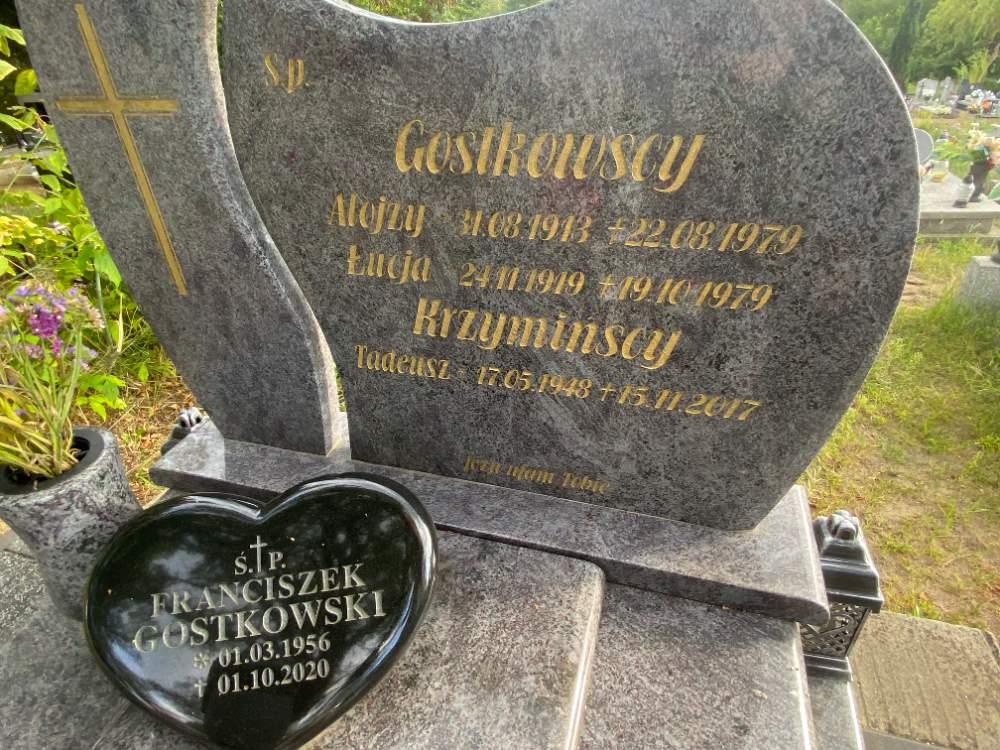 Ś.p.
Gostkowscy
Alojzy * 31.08.1913 +22.08.1979
Łucja * 24.11.1919 +19.10.1979
Krzymińscy
Tadeusz * 17.05.1948 +15.11.2017
Jezu ufam Tobie
Ś.†P.
FRANCISZEK
GOSTKOWSKI
* 01.03.1956
† 01.10.2020